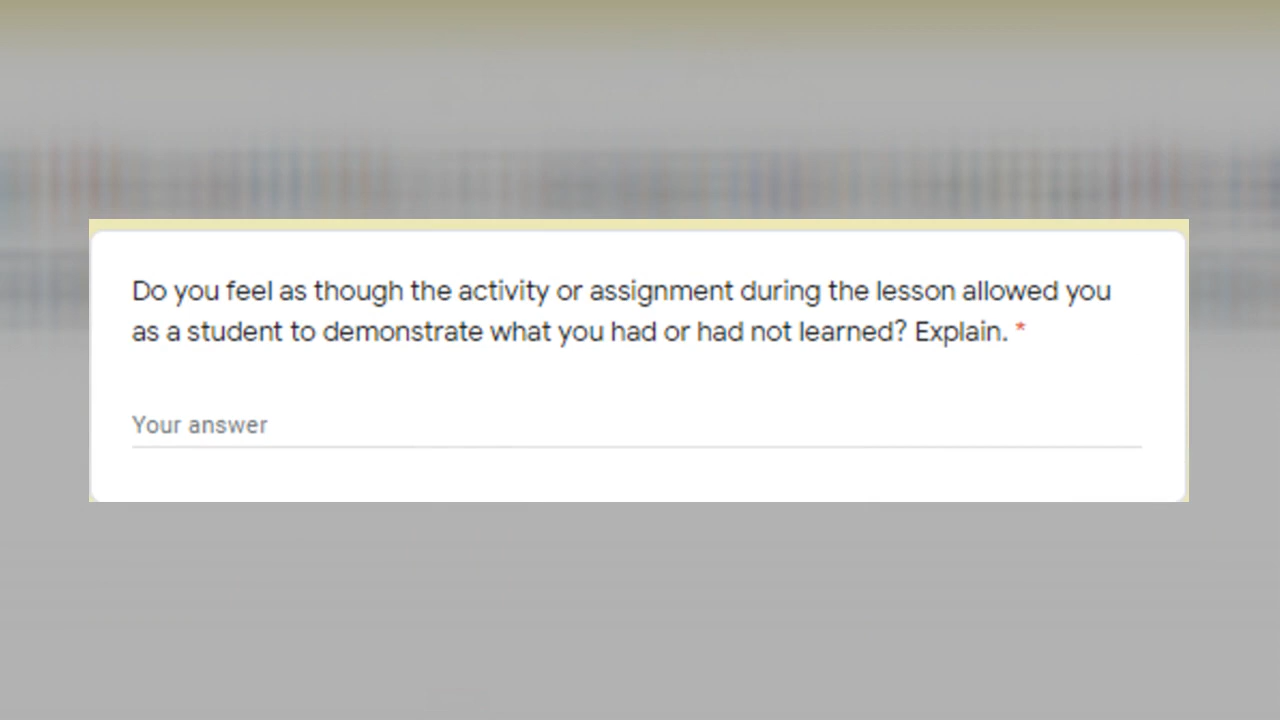 Do you feel as though the activity or assignment during the lesson allowed you
as a student to demonstrate what you had or had not learned? Explain. *
Your answer